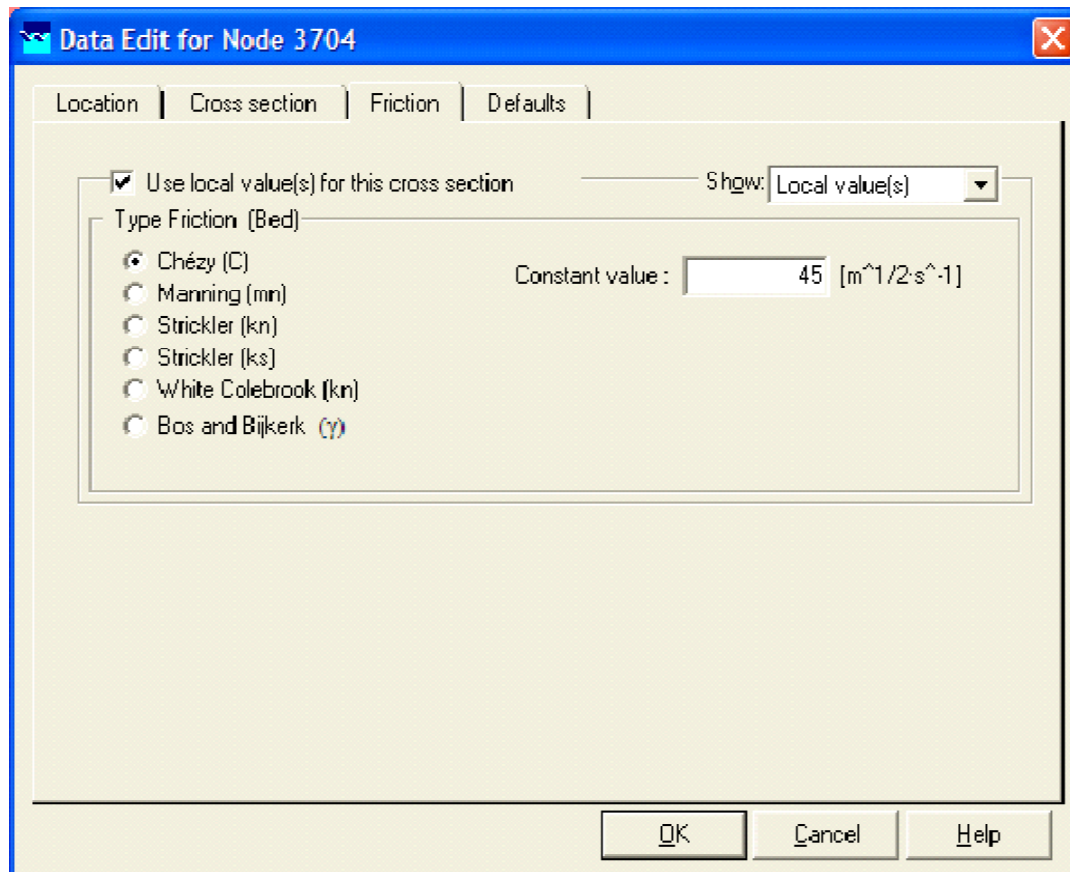 Data Edit for Node 3704
Location Cross section Friction Defaults
Use local value(s) for this cross section Show: Local value(s)
Type Friction (Bed)
Chézy (C)
Constant value : 45 [m^1/2·s^-1]
Manning (mn)
Strickler (kn)
Strickler (ks)
White Colebrook (kn)
Bos and Bijkerk (γ)
OK Cancel Help